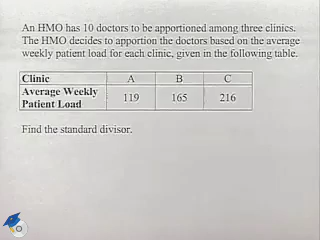 An HMO has 10 doctors to be apportioned among three clinics.
The HMO decides to apportion the doctors based on the average
weekly patient load for each clinic, given in the following table.
Clinic A B C
Average Weekly
Patient Load 119 165 216
Find the standard divisor.